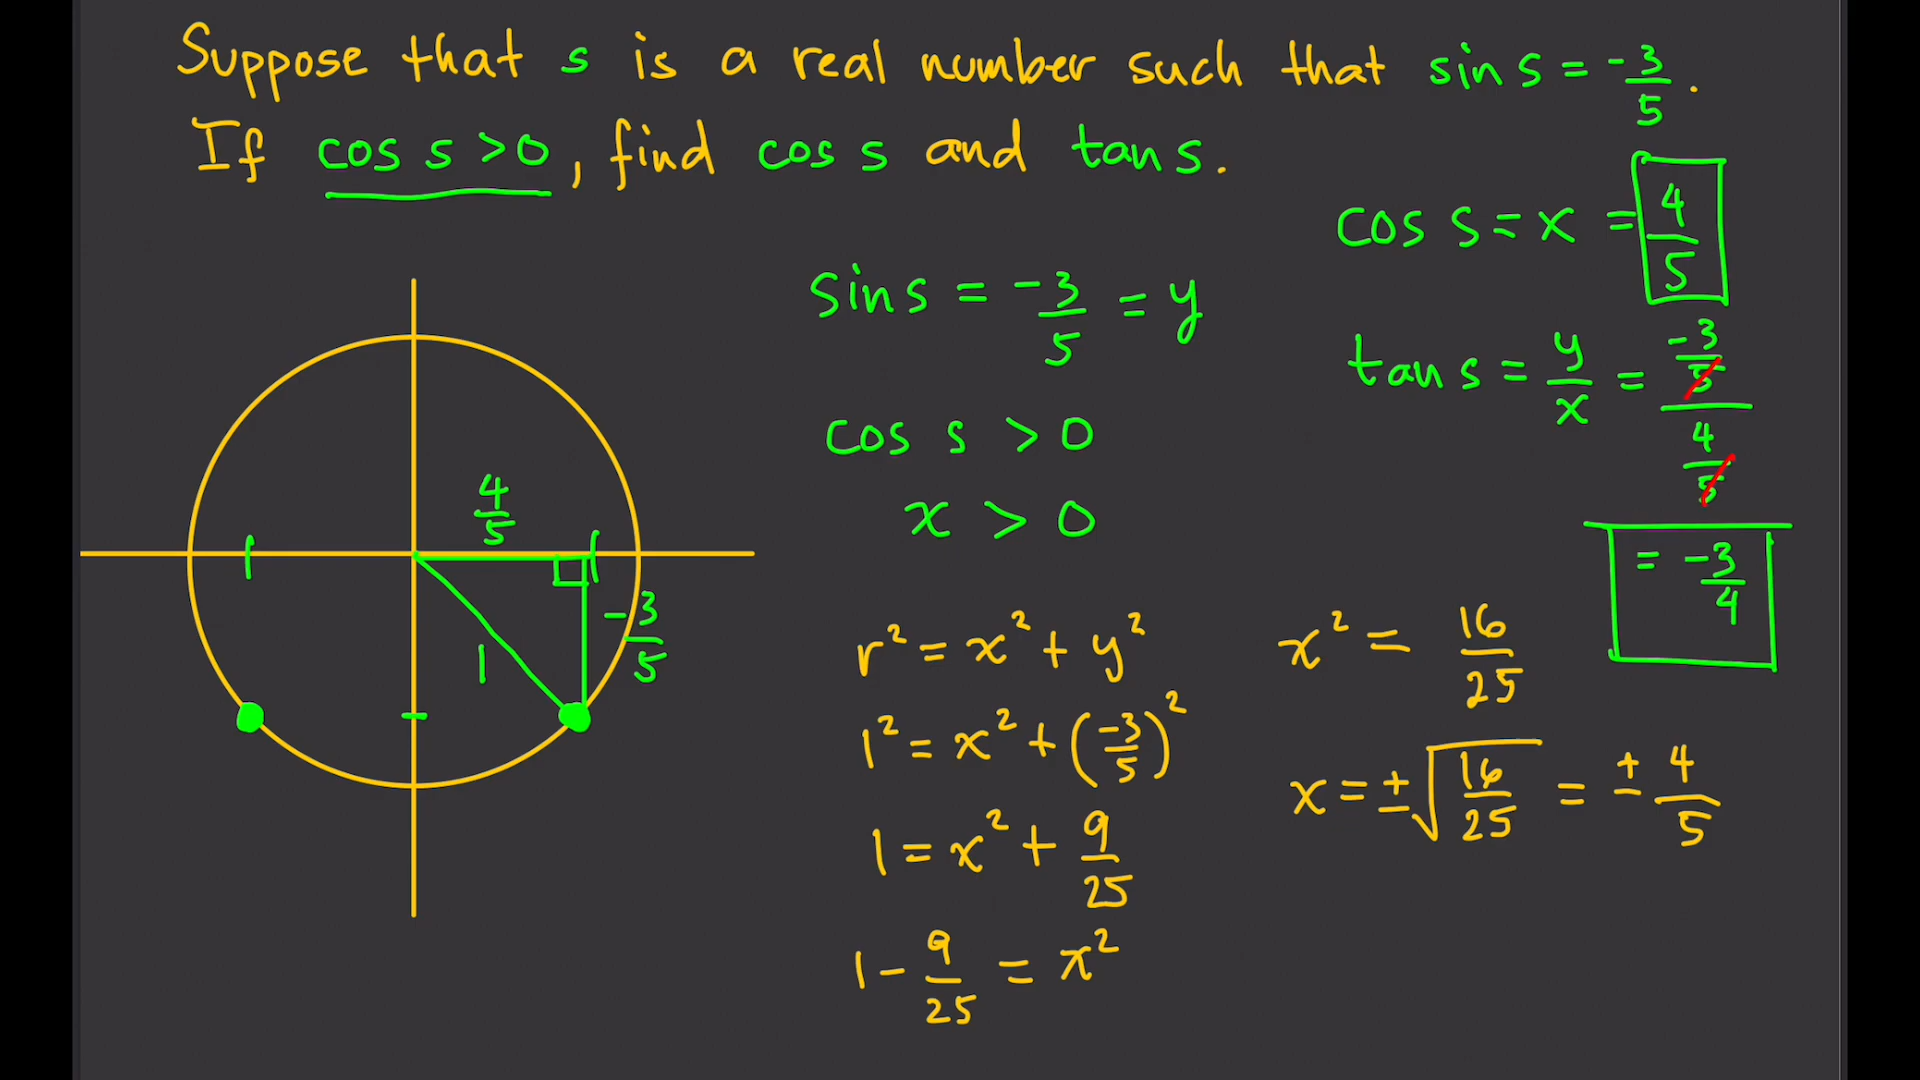 Suppose that s is a real number such that sin s = -3/5.
If cos s > 0, find cos s and tan s.
cos s = x = 4/5
sin s = -3/5 = y
tan s = y/x = (-3/5)/(4/5)
= -3/4
cos s > 0
x > 0
4/5
-3/5
1
r² = x² + y²
1² = x² + (-3/5)²
1 = x² + 9/25
1 - 9/25 = x²
x² = 16/25
x = ±√(16/25) = ± 4/5